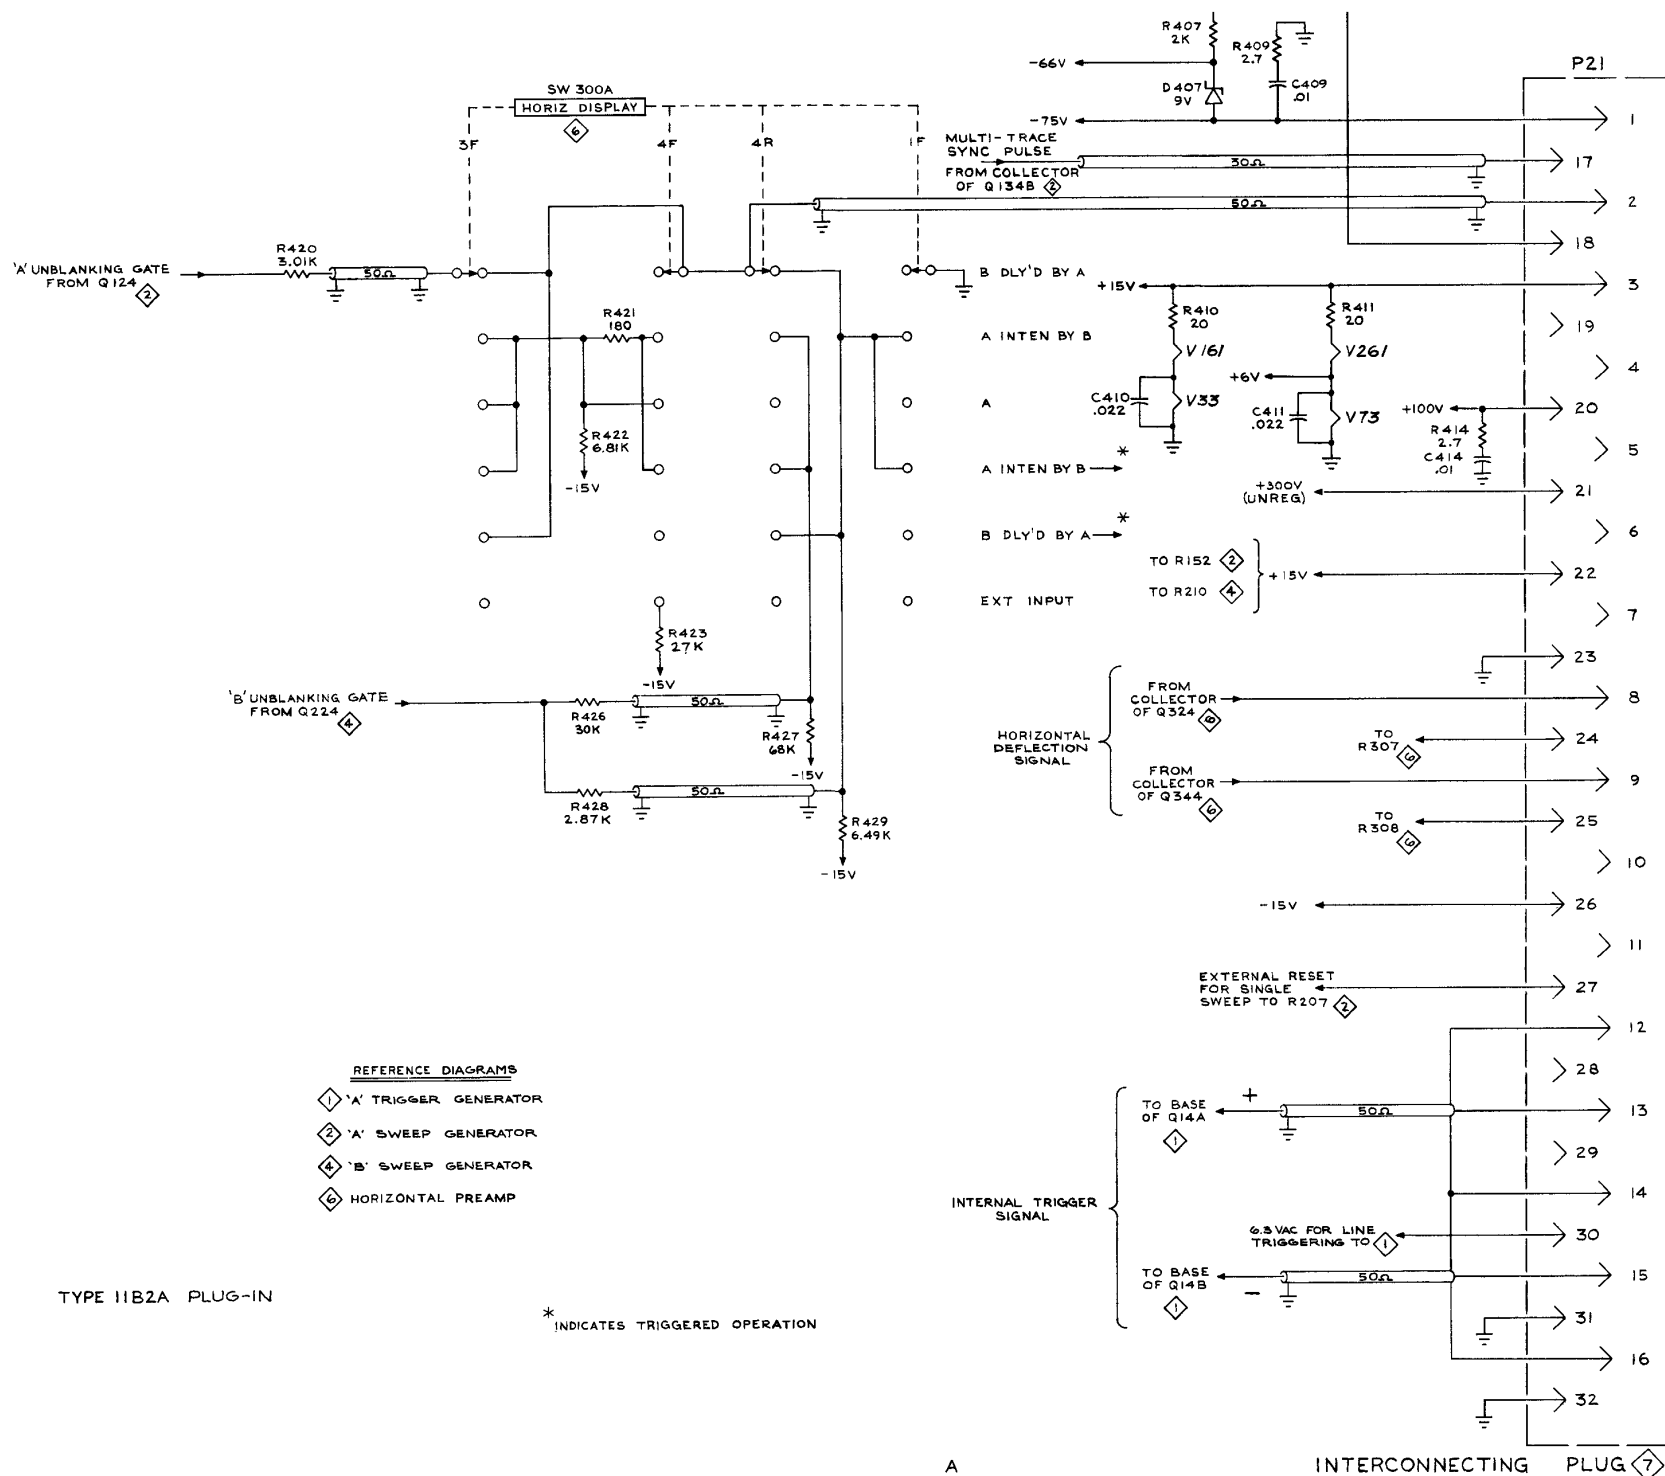 R407
2K
R409
2.7
P21
-66V
D407
9V
C409
.01
SW 300A
HORIZ DISPLAY
6
-75V
1
3F
4F
4R
1F
MULTI-TRACE
SYNC PULSE
30Ω
17
FROM COLLECTOR
OF Q134B 2
50Ω
2
18
R420
3.01K
'A' UNBLANKING GATE
FROM Q124
2
50Ω
B DLY'D BY A
+15V
3
R421
180
R410
20
R411
20
19
A INTEN BY B
V161
V261
4
+6V
C410
.022
V33
A
C411
.022
V73
+100V
20
R422
6.81K
R414
2.7
C414
.01
5
-15V
A INTEN BY B
*
+300V
(UNREG)
21
*
B DLY'D BY A
6
TO R152 2
+15V
22
TO R210 4
EXT INPUT
7
R423
27K
-15V
23
'B' UNBLANKING GATE
FROM Q224
4
R426
30K
50Ω
R427
68K
-15V
FROM
COLLECTOR
OF Q324 6
8
HORIZONTAL
DEFLECTION
SIGNAL
TO
R307
6
24
FROM
COLLECTOR
OF Q344
6
9
R428
2.87K
50Ω
R429
6.49K
-15V
TO
R308
6
25
10
-15V
26
11
EXTERNAL RESET
FOR SINGLE
SWEEP TO R207 2
27
12
28
REFERENCE DIAGRAMS
1 'A' TRIGGER GENERATOR
2 'A' SWEEP GENERATOR
4 'B' SWEEP GENERATOR
6 HORIZONTAL PREAMP
TO BASE
OF Q14A
1
+
50Ω
13
29
INTERNAL TRIGGER
SIGNAL
14
6.3 VAC FOR LINE
TRIGGERING TO 1
30
TO BASE
OF Q14B
1
-
50Ω
15
31
16
32
TYPE 11B2A PLUG-IN
*
INDICATES TRIGGERED OPERATION
A
INTERCONNECTING PLUG 7